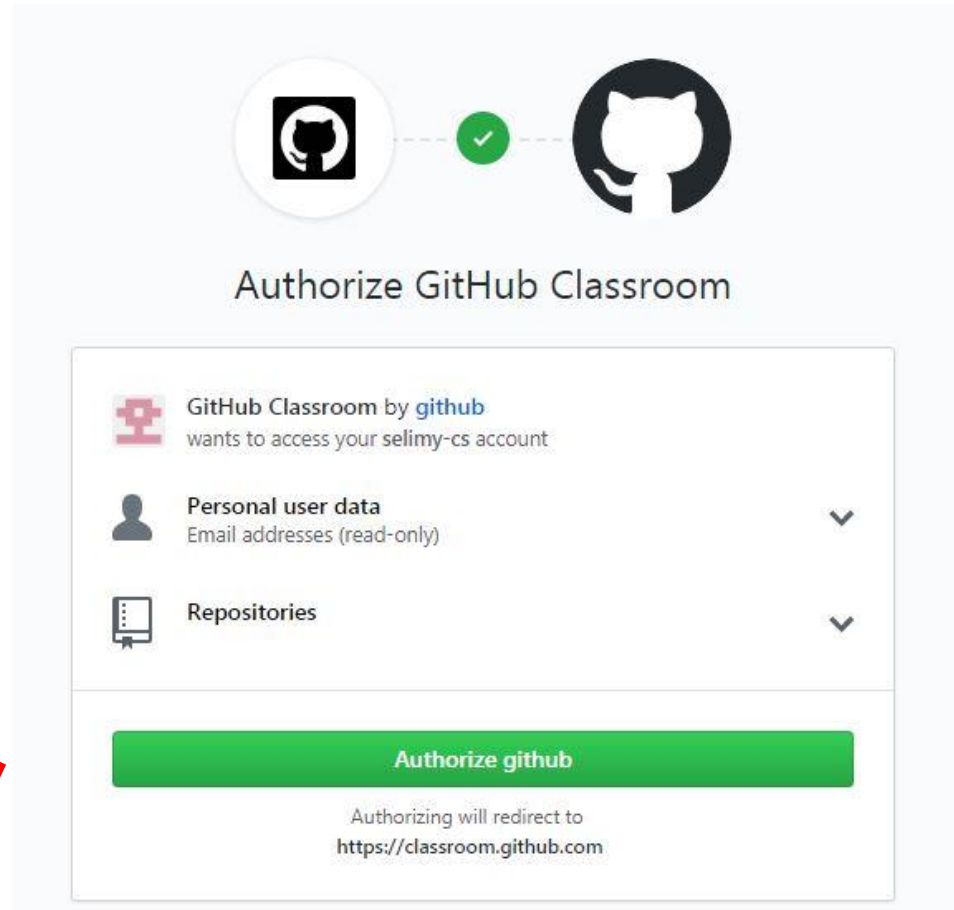 Authorize GitHub Classroom
GitHub Classroom by github
wants to access your selimy-cs account
Personal user data
Email addresses (read-only)
Repositories
Authorize github
Authorizing will redirect to
https://classroom.github.com